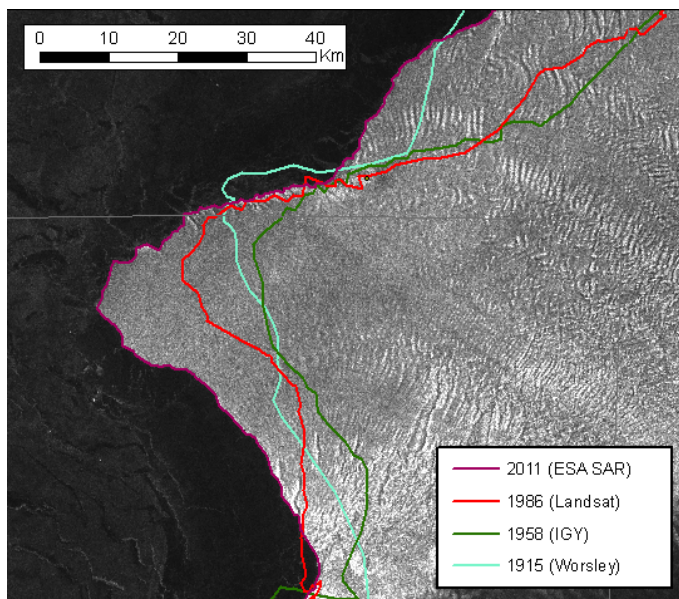 0 10 20 30 40
Km
2011 (ESA SAR)
1986 (Landsat)
1958 (IGY)
1915 (Worsley)